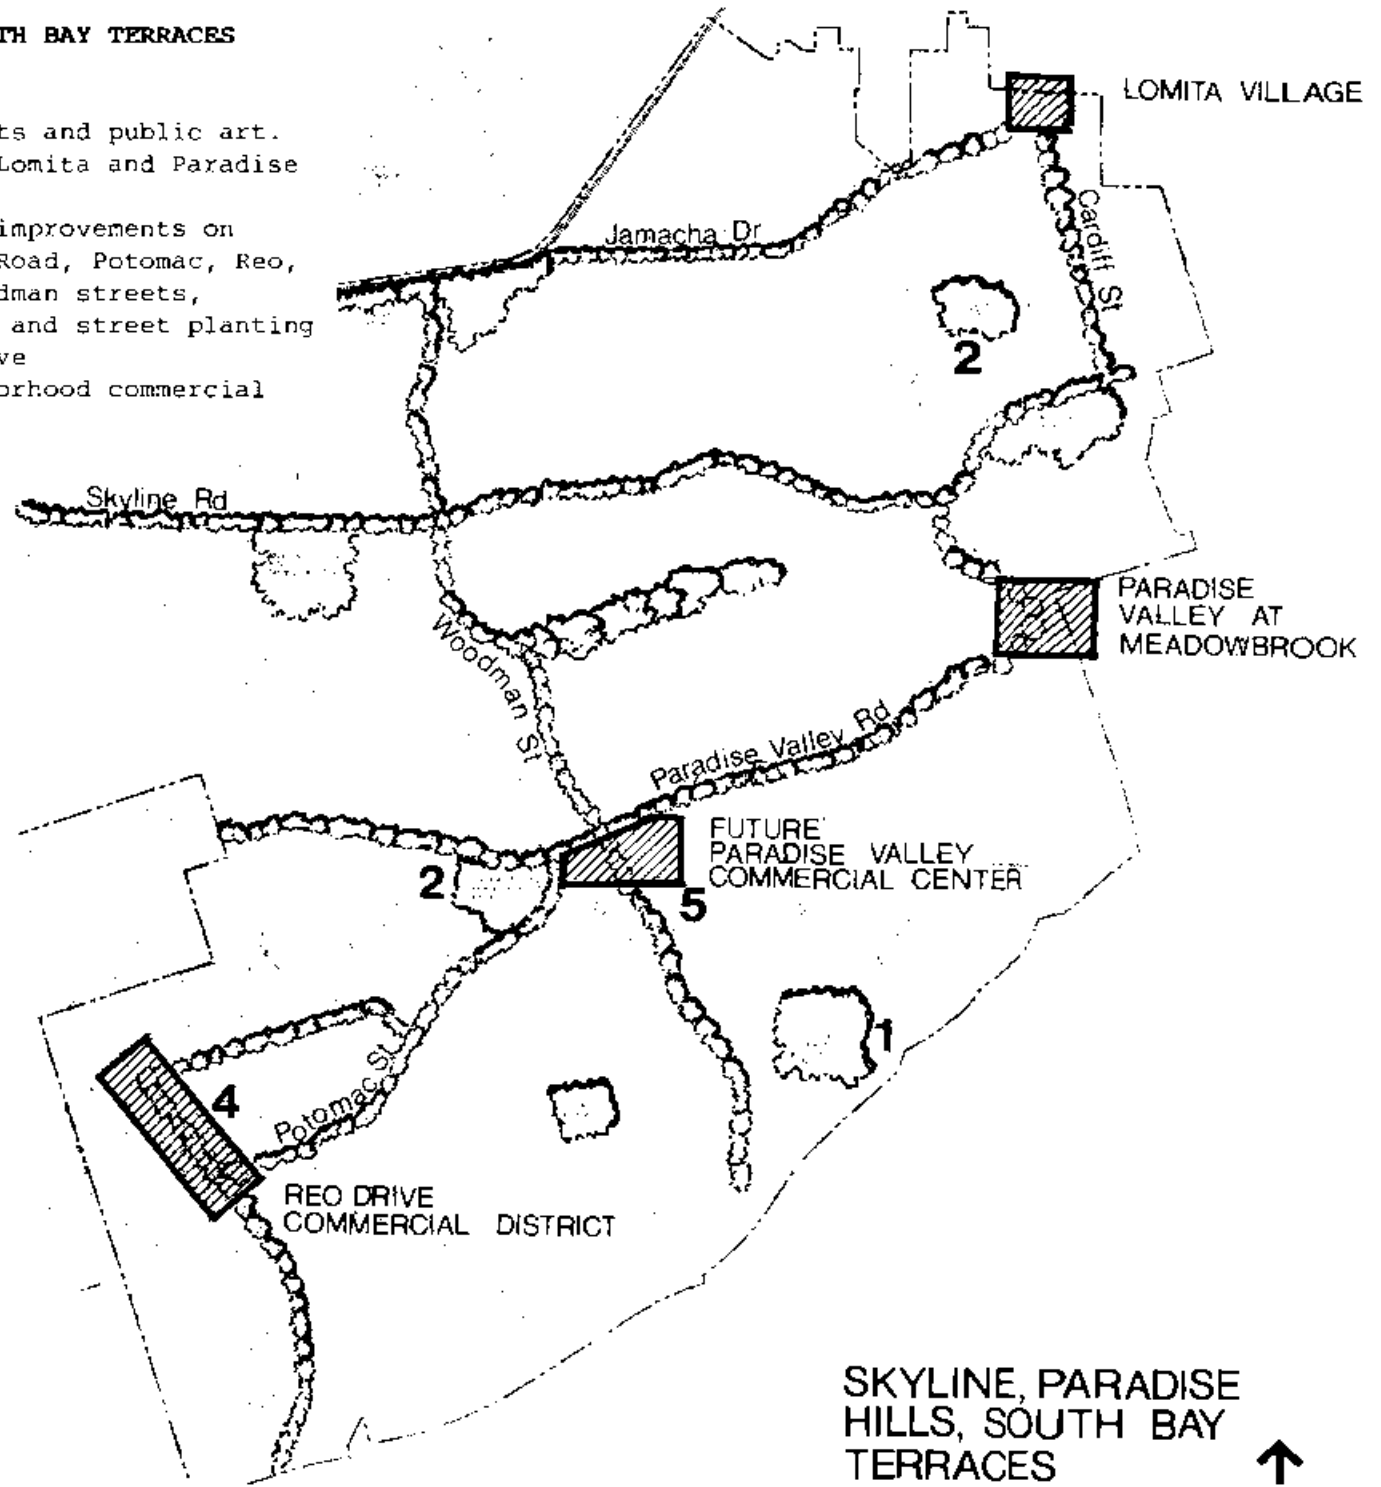 TH BAY TERRACES
ts and public art.
Lomita and Paradise
improvements on
Road, Potomac, Reo,
dman streets,
and street planting
ve
orhood commercial
LOMITA VILLAGE
Jamacha Dr
Cardiff St
2
Skyline Rd
PARADISE
VALLEY AT
MEADOWBROOK
Woodman St
Paradise Valley Rd
FUTURE
PARADISE VALLEY
COMMERCIAL CENTER
2
5
1
4
Potomac St
REO DRIVE
COMMERCIAL DISTRICT
SKYLINE, PARADISE
HILLS, SOUTH BAY
TERRACES